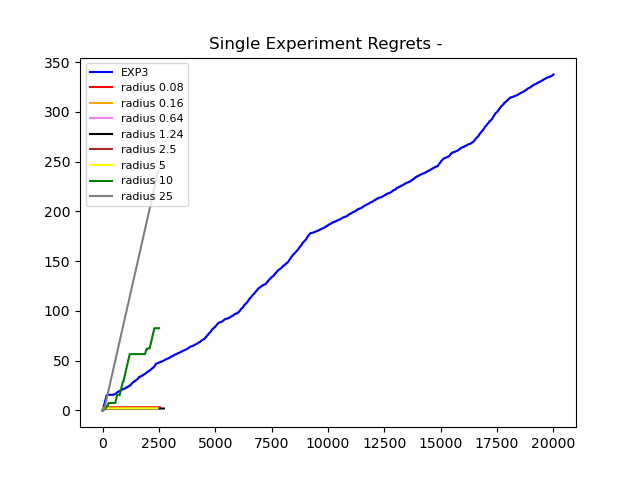 Single Experiment Regrets -
350
300
250
200
150
100
50
0
EXP3
radius 0.08
radius 0.16
radius 0.64
radius 1.24
radius 2.5
radius 5
radius 10
radius 25
0 2500 5000 7500 10000 12500 15000 17500 20000